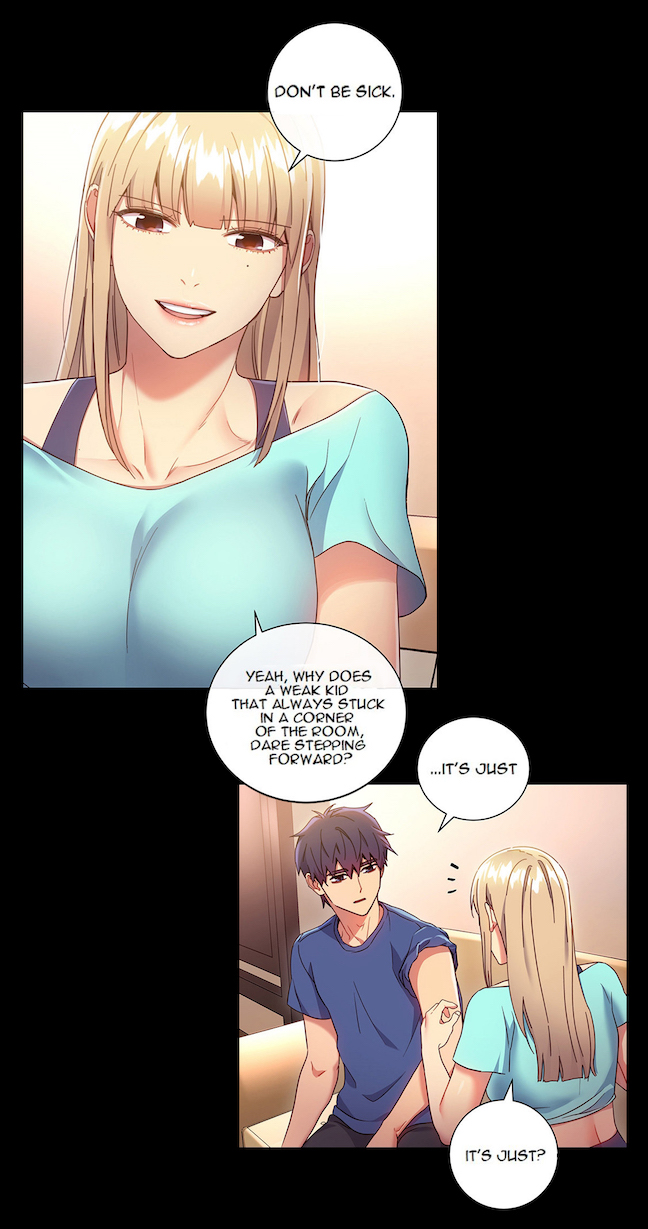 DON'T BE SICK.
YEAH, WHY DOES
A WEAK KID
THAT ALWAYS STUCK
IN A CORNER
OF THE ROOM,
DARE STEPPING
FORWARD?
...IT'S JUST
IT'S JUST?